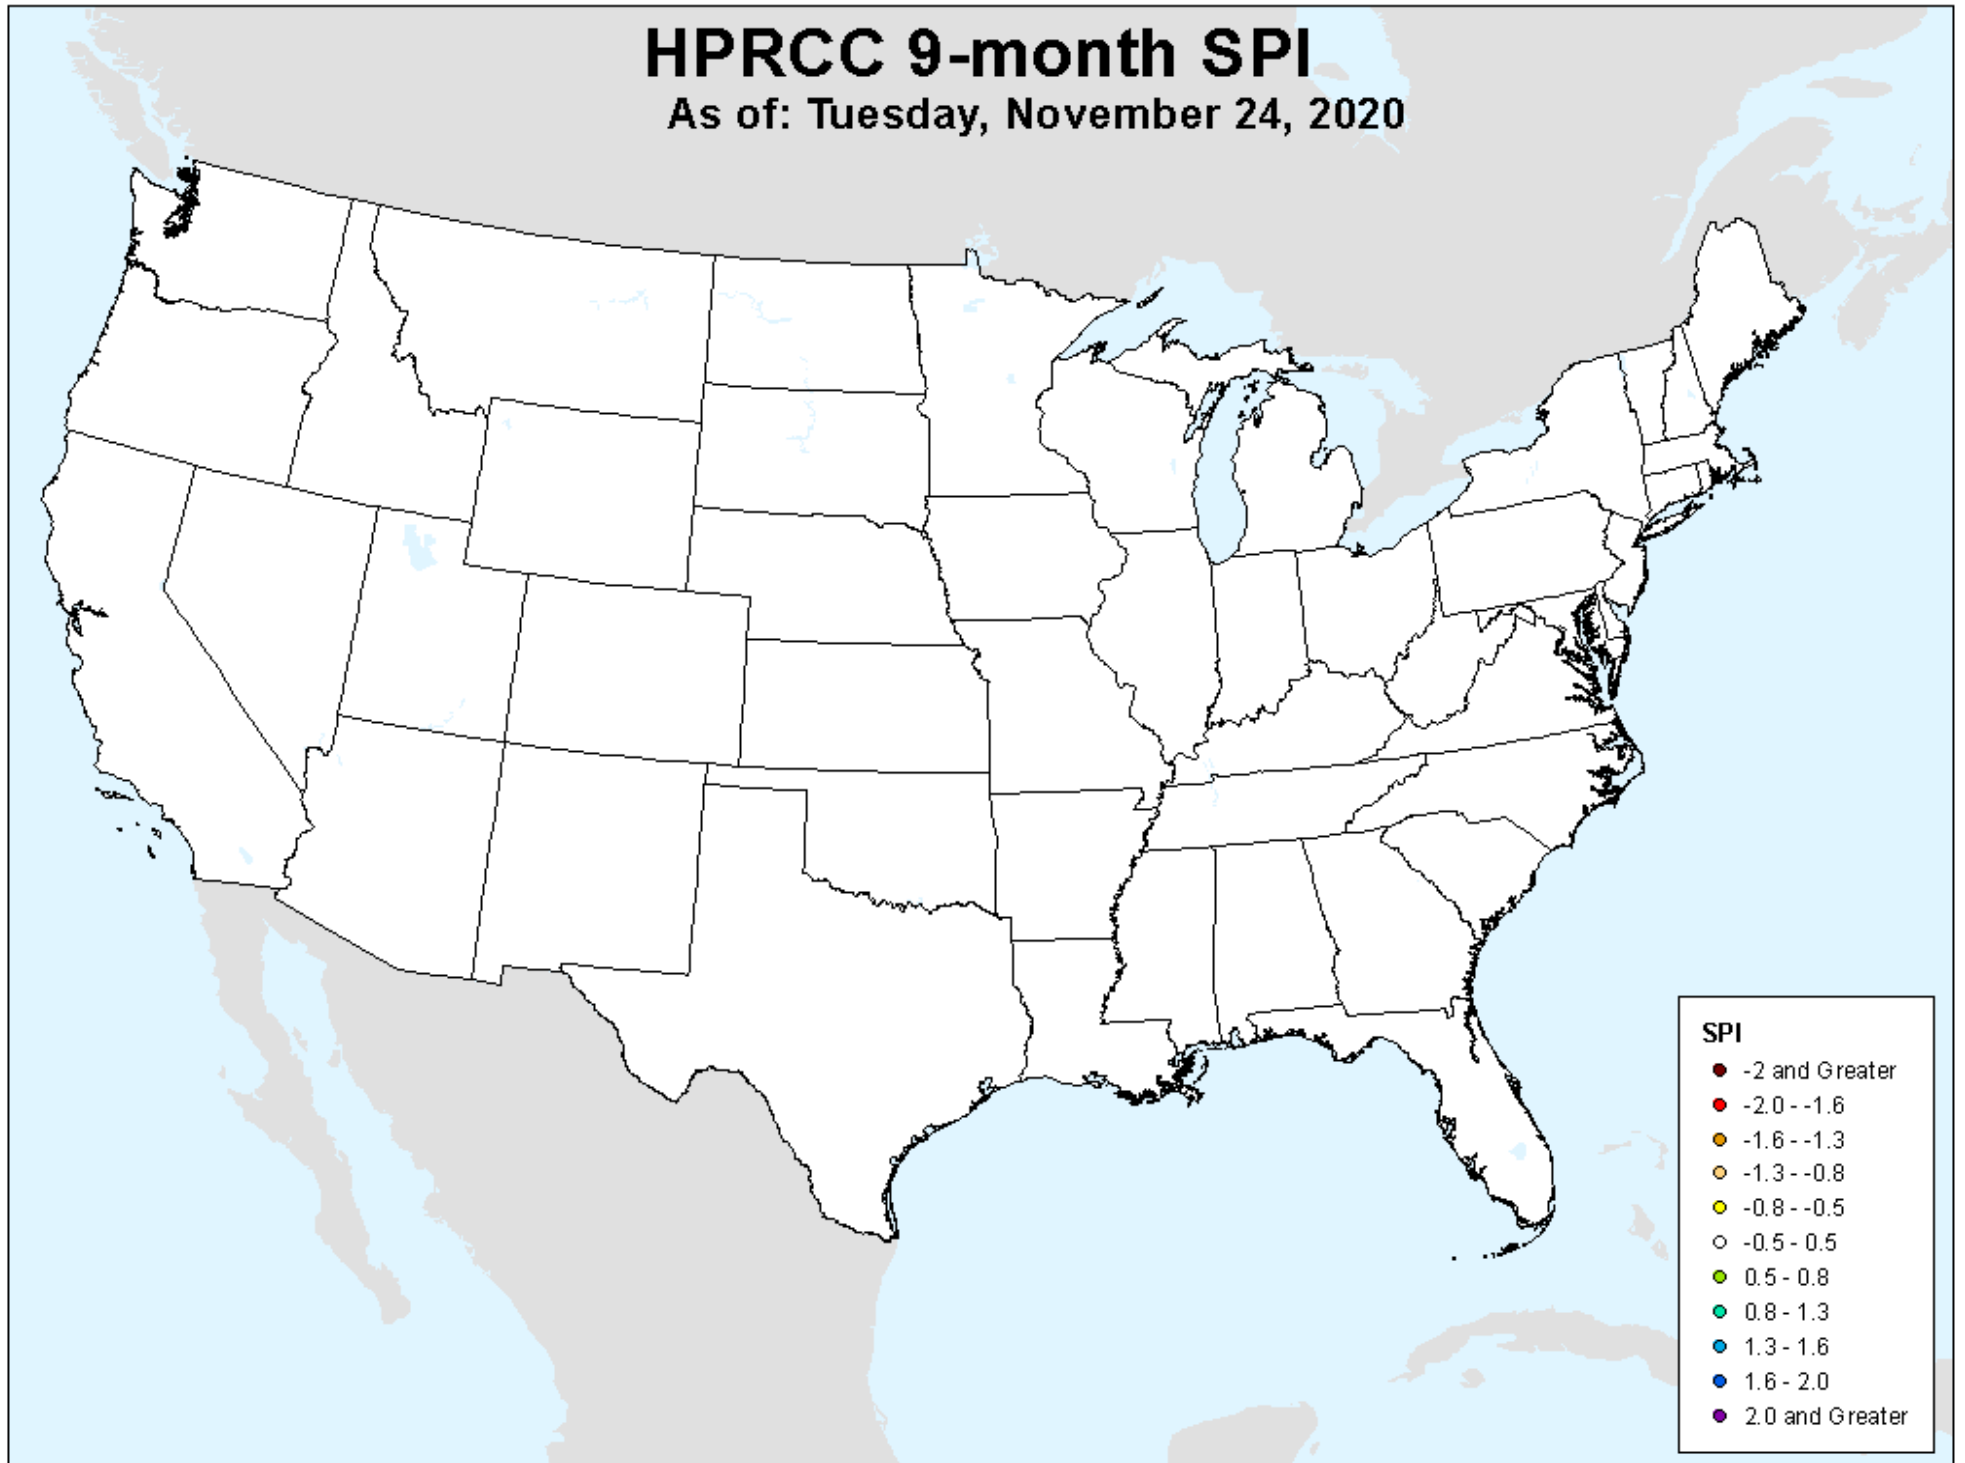 HPRCC 9-month SPI
As of: Tuesday, November 24, 2020
SPI
-2 and Greater
-2.0 - -1.6
-1.6 - -1.3
-1.3 - -0.8
-0.8 - -0.5
-0.5 - 0.5
0.5 - 0.8
0.8 - 1.3
1.3 - 1.6
1.6 - 2.0
2.0 and Greater